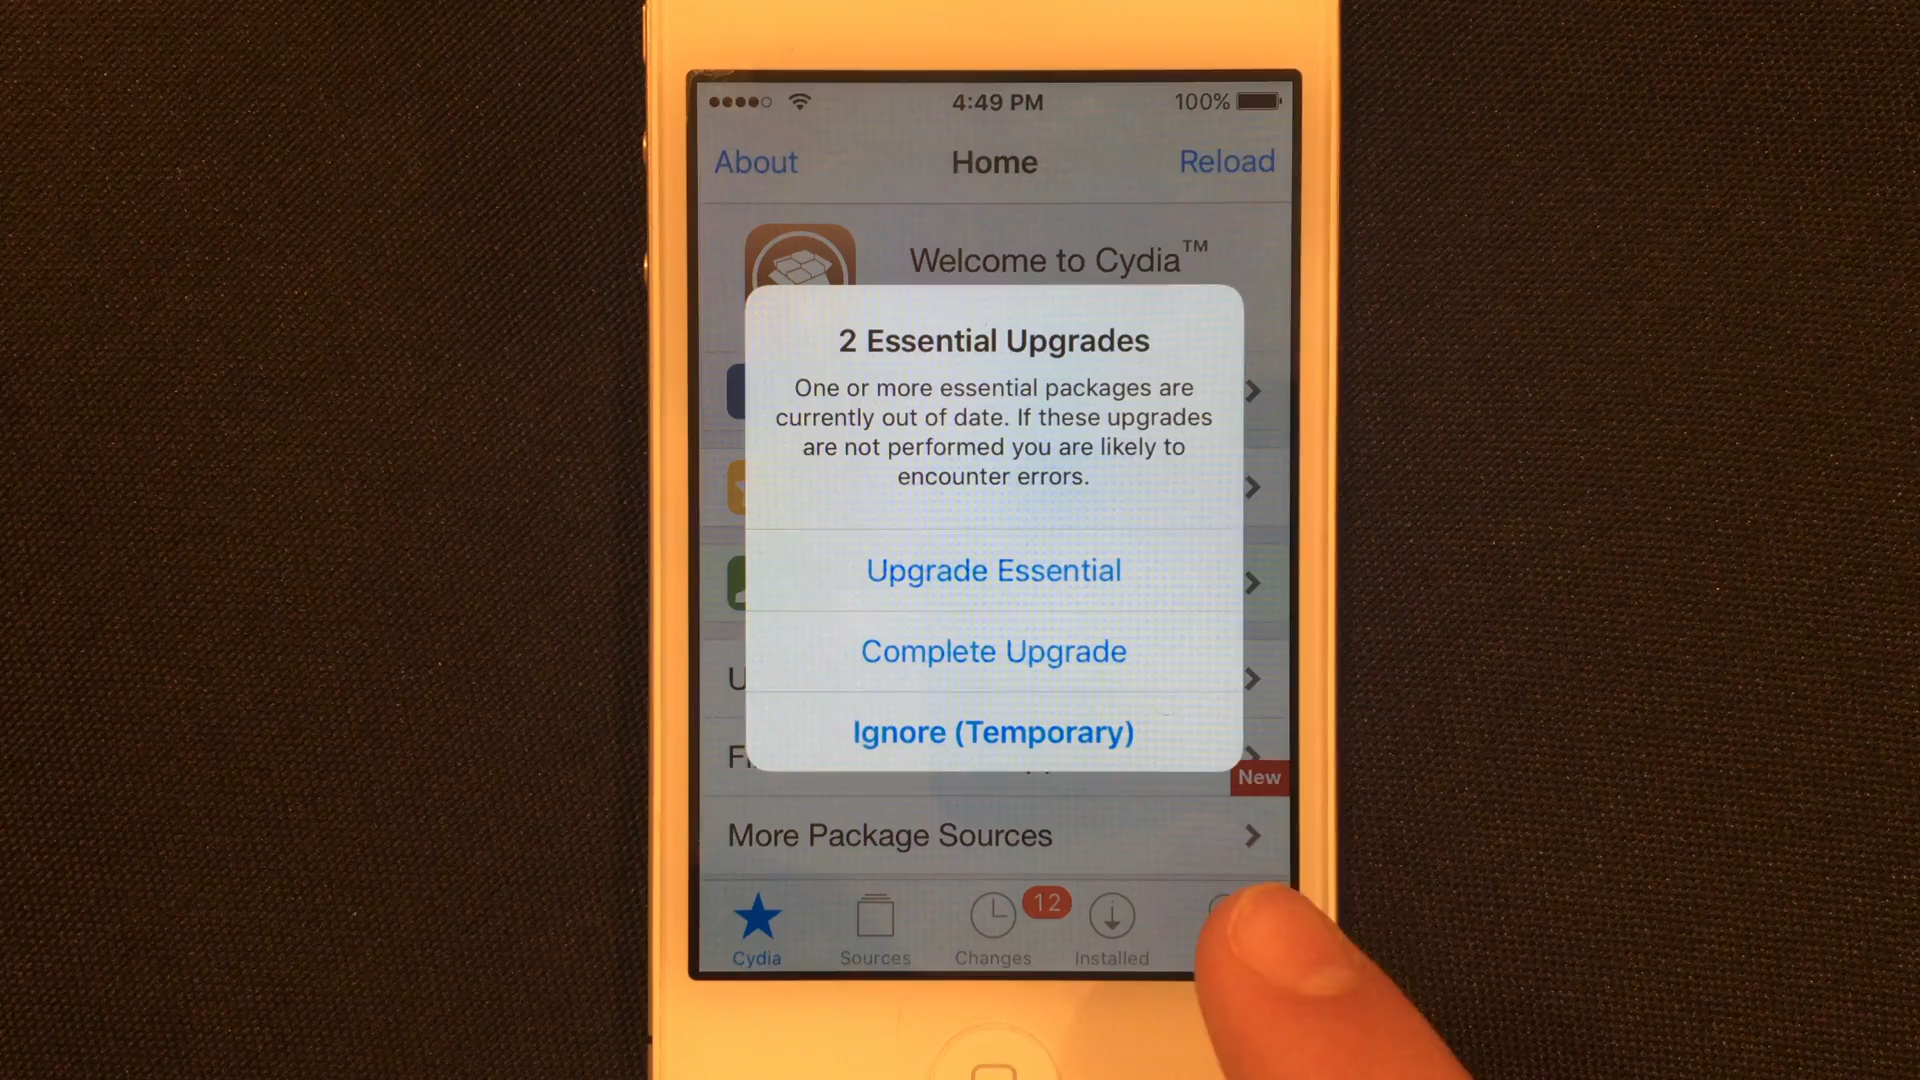 4:49 PM
100%
About
Home
Reload
Welcome to Cydia™
2 Essential Upgrades
One or more essential packages are
currently out of date. If these upgrades
are not performed you are likely to
encounter errors.
Upgrade Essential
Complete Upgrade
Ignore (Temporary)
New
More Package Sources
12
Cydia
Sources
Changes
Installed